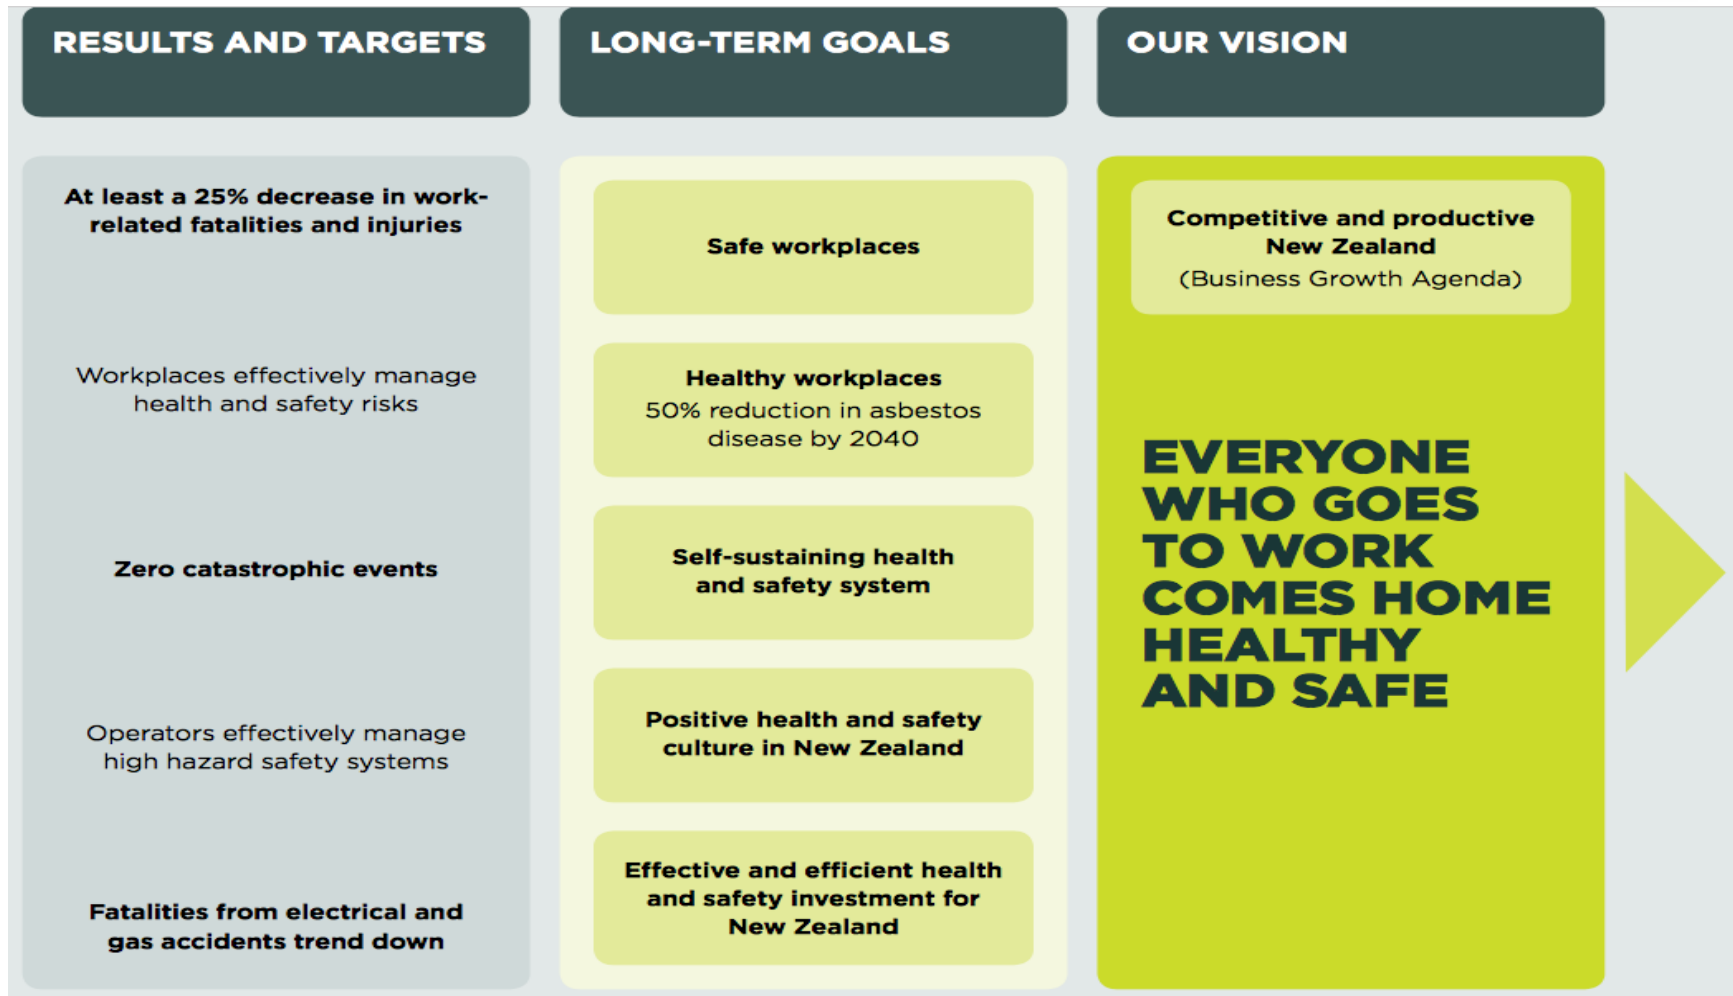 RESULTS AND TARGETS
At least a 25% decrease in work-
related fatalities and injuries
Workplaces effectively manage
health and safety risks
Zero catastrophic events
Operators effectively manage
high hazard safety systems
Fatalities from electrical and
gas accidents trend down
LONG-TERM GOALS
Safe workplaces
Healthy workplaces
50% reduction in asbestos
disease by 2040
Self-sustaining health
and safety system
Positive health and safety
culture in New Zealand
Effective and efficient health
and safety investment for
New Zealand
OUR VISION
Competitive and productive
New Zealand
(Business Growth Agenda)
EVERYONE
WHO GOES
TO WORK
COMES HOME
HEALTHY
AND SAFE